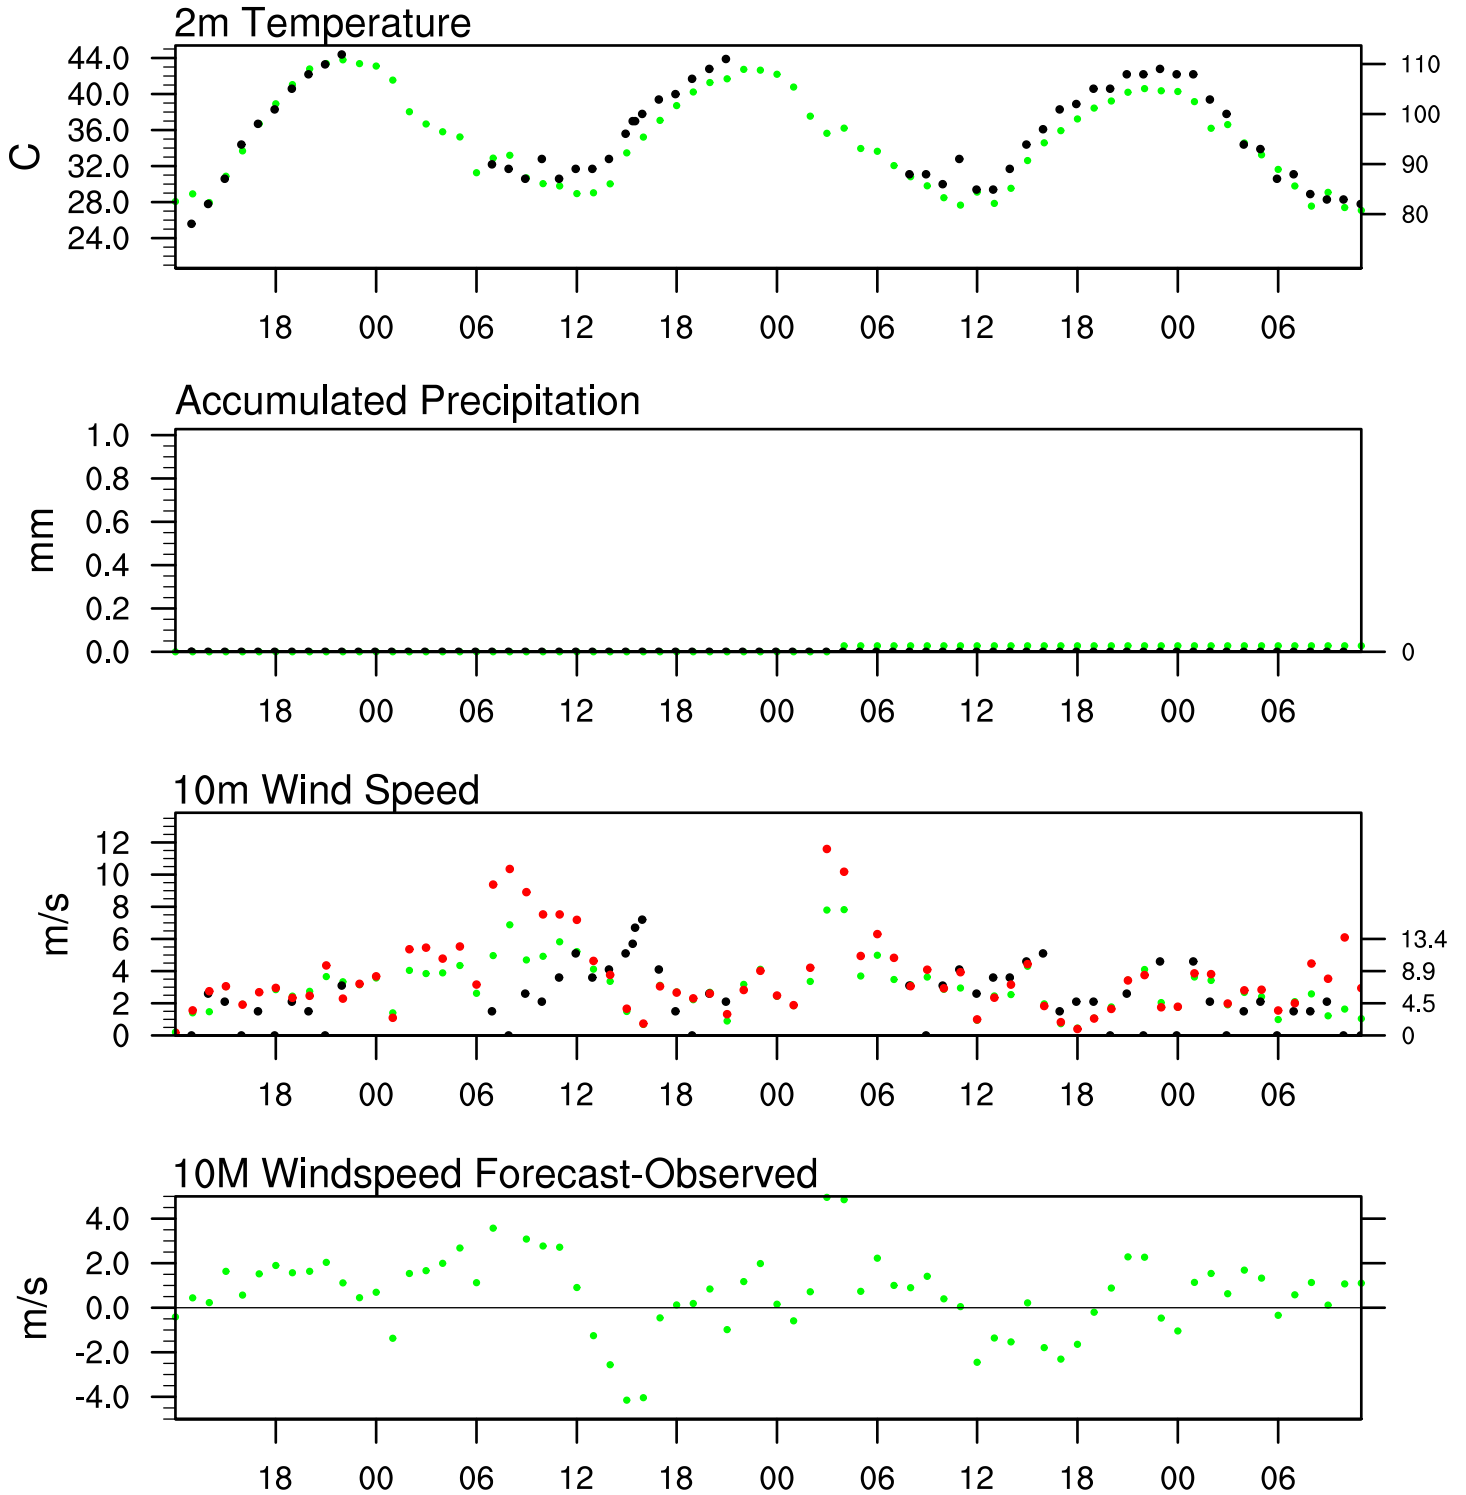 2m Temperature
44.0
40.0
36.0
32.0
28.0
24.0
C
110
100
90
80
18 00 06 12 18 00 06 12 18 00 06
Accumulated Precipitation
1.0
0.8
0.6
0.4
0.2
0.0
mm
0
18 00 06 12 18 00 06 12 18 00 06
10m Wind Speed
12
10
8
6
4
2
0
m/s
13.4
8.9
4.5
0
18 00 06 12 18 00 06 12 18 00 06
10M Windspeed Forecast-Observed
4.0
2.0
0.0
-2.0
-4.0
m/s
18 00 06 12 18 00 06 12 18 00 06